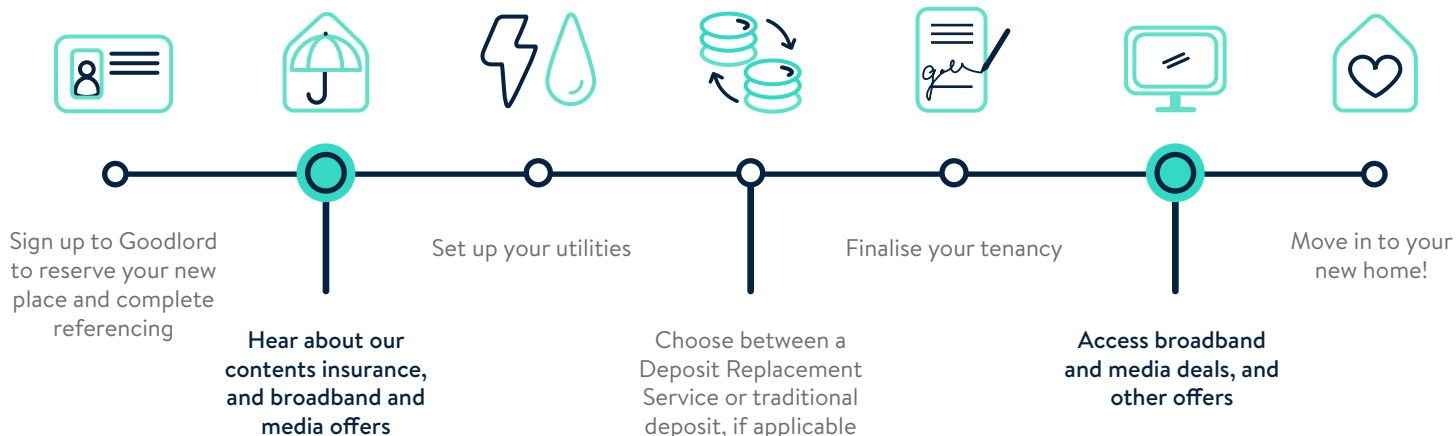 Sign up to Goodlord
to reserve your new
place and complete
referencing
Hear about our
contents insurance,
and broadband and
media offers
Set up your utilities
Choose between a
Deposit Replacement
Service or traditional
deposit, if applicable
Finalise your tenancy
Access broadband
and media deals, and
other offers
Move in to your
new home!